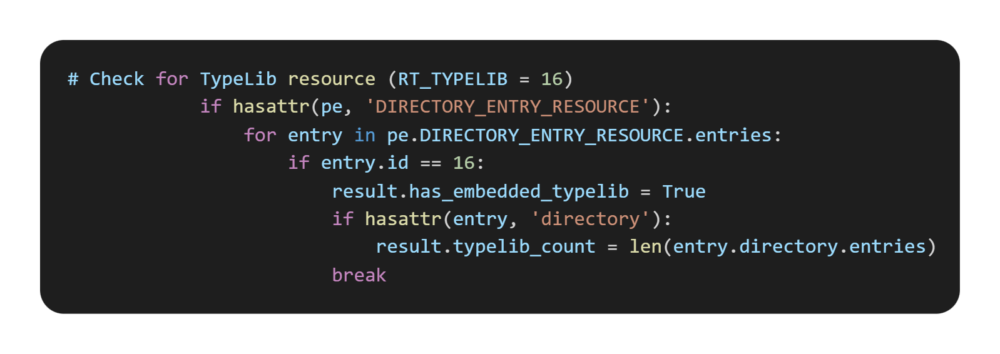 # Check for TypeLib resource (RT_TYPELIB = 16)
            if hasattr(pe, 'DIRECTORY_ENTRY_RESOURCE'):
                for entry in pe.DIRECTORY_ENTRY_RESOURCE.entries:
                    if entry.id == 16:
                        result.has_embedded_typelib = True
                        if hasattr(entry, 'directory'):
                            result.typelib_count = len(entry.directory.entries)
                        break